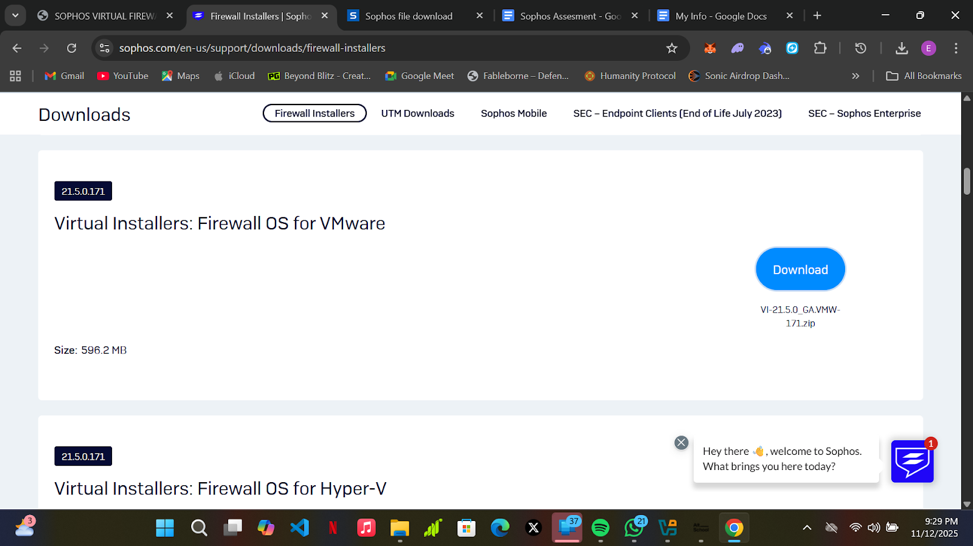 SOPHOS VIRTUAL FIREW
Firewall Installers | Sopho
Sophos file download
Sophos Assesment - Goo
My Info - Google Docs
sophos.com/en-us/support/downloads/firewall-installers
E
Gmail
YouTube
Maps
iCloud
Beyond Blitz - Creat...
Google Meet
Fableborne – Defen...
Humanity Protocol
Sonic Airdrop Dash...
All Bookmarks
Downloads
Firewall Installers
UTM Downloads
Sophos Mobile
SEC – Endpoint Clients (End of Life July 2023)
SEC – Sophos Enterprise
21.5.0.171
Virtual Installers: Firewall OS for VMware
Download
VI-21.5.0_GA.VMW-
171.zip
Size: 596.2 MB
21.5.0.171
Virtual Installers: Firewall OS for Hyper-V
Hey there 👋, welcome to Sophos.
What brings you here today?
1
3
37
21
9:29 PM
11/12/2025